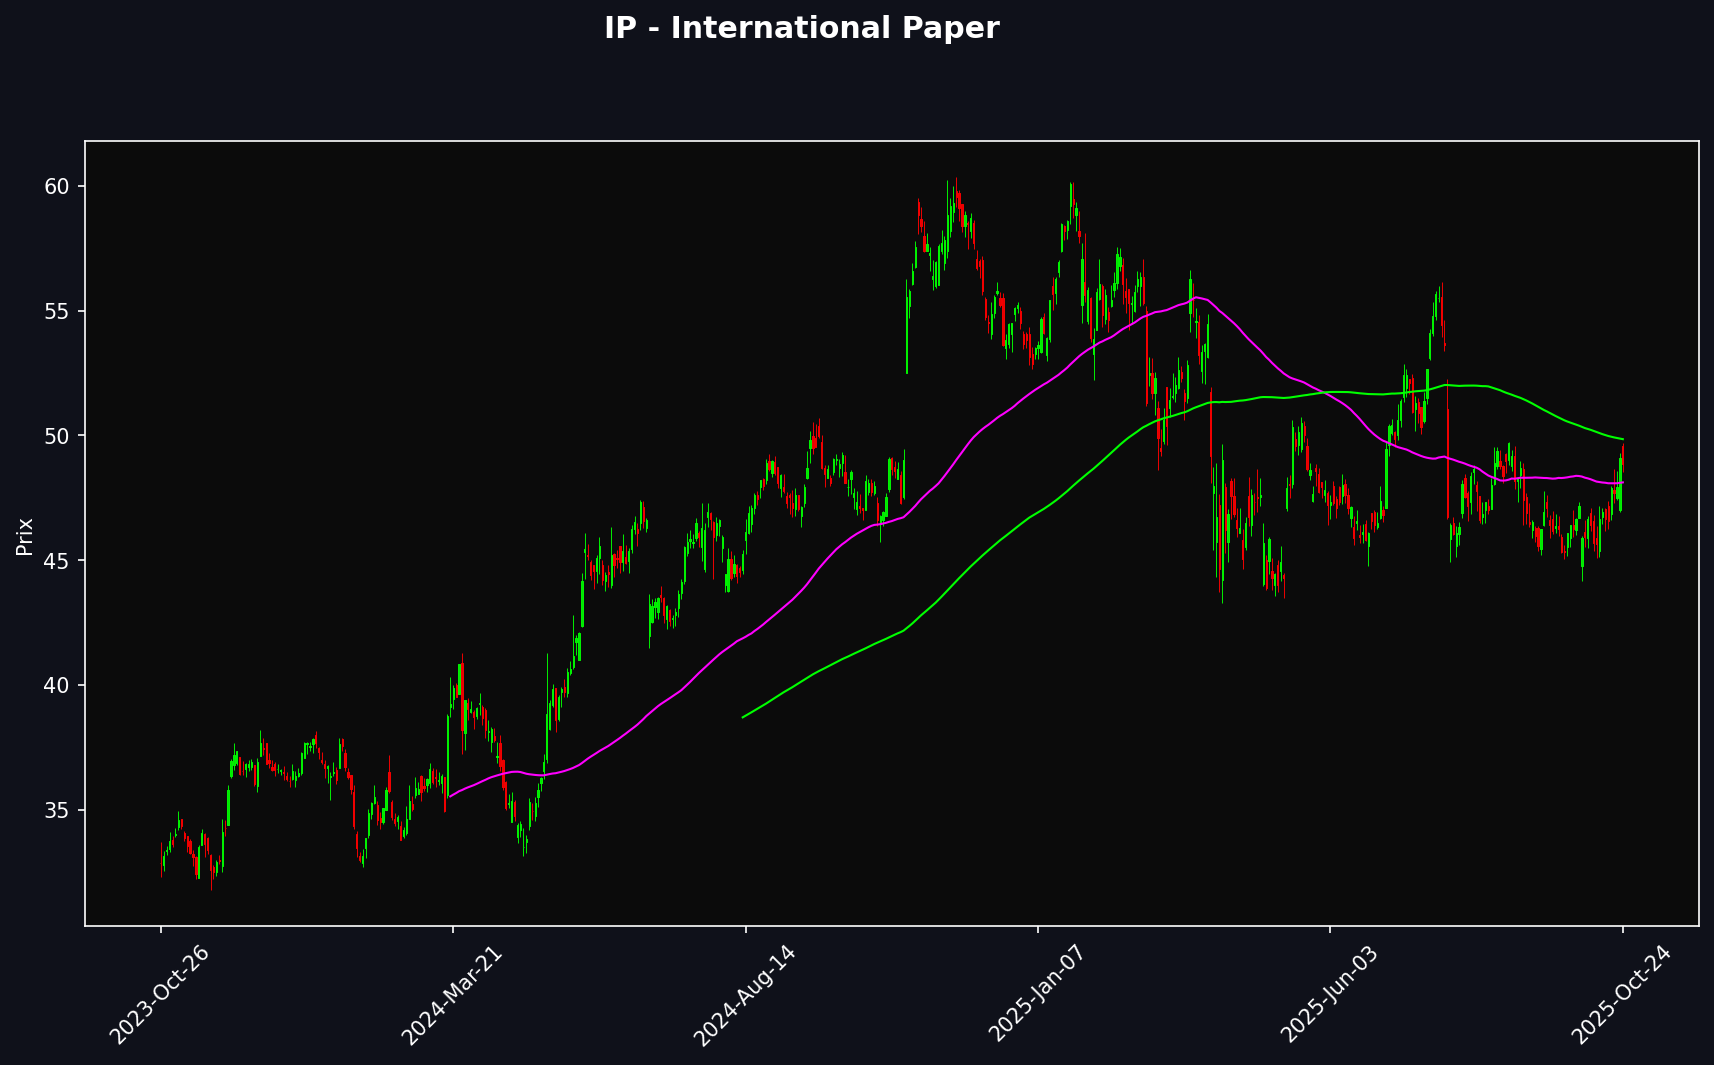 IP - International Paper
Prix
60
55
50
45
40
35
2023-Oct-26
2024-Mar-21
2024-Aug-14
2025-Jan-07
2025-Jun-03
2025-Oct-24